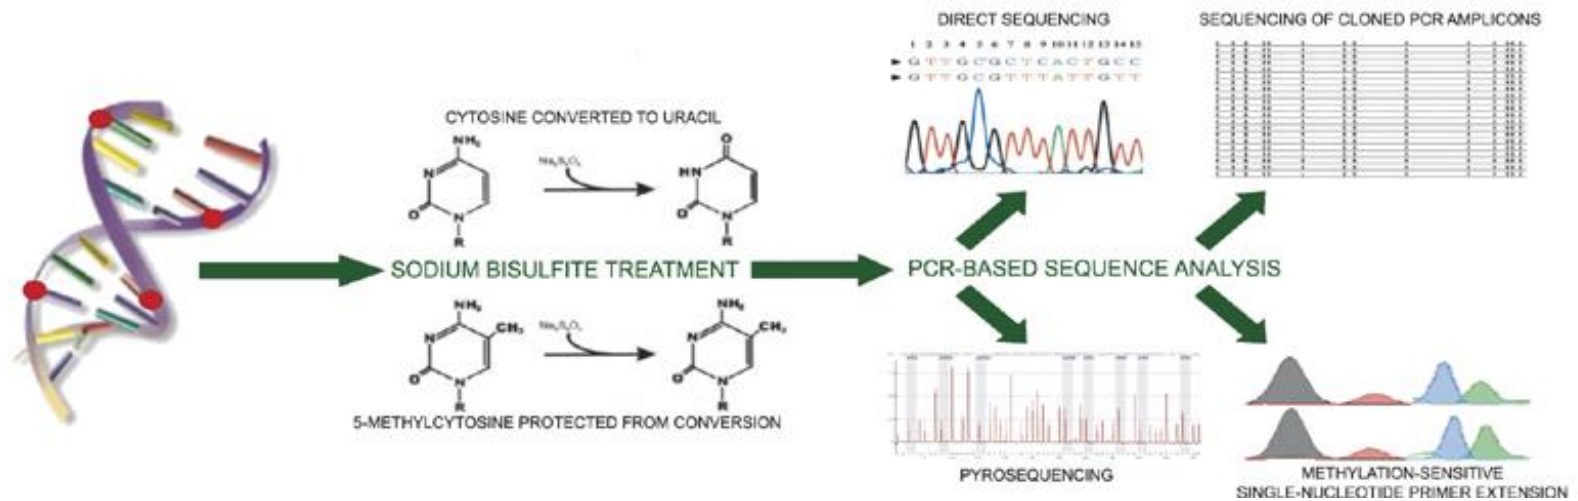 DIRECT SEQUENCING
SEQUENCING OF CLONED PCR AMPLICONS
1 2 3 4 5 6 7 8 9 10 11 12 13 14 15
G T T G C G C T C A C T G C C
G T T G C G T T T A T T G T T
CYTOSINE CONVERTED TO URACIL
NH₂
N
O
N
R
O
HN
O
N
R
SODIUM BISULFITE TREATMENT
PCR-BASED SEQUENCE ANALYSIS
NH₂
CH₃
N
O
N
R
NH₂
CH₃
N
O
N
R
5-METHYLCYTOSINE PROTECTED FROM CONVERSION
PYROSEQUENCING
METHYLATION-SENSITIVE
SINGLE-NUCLEOTIDE PRIMER EXTENSION